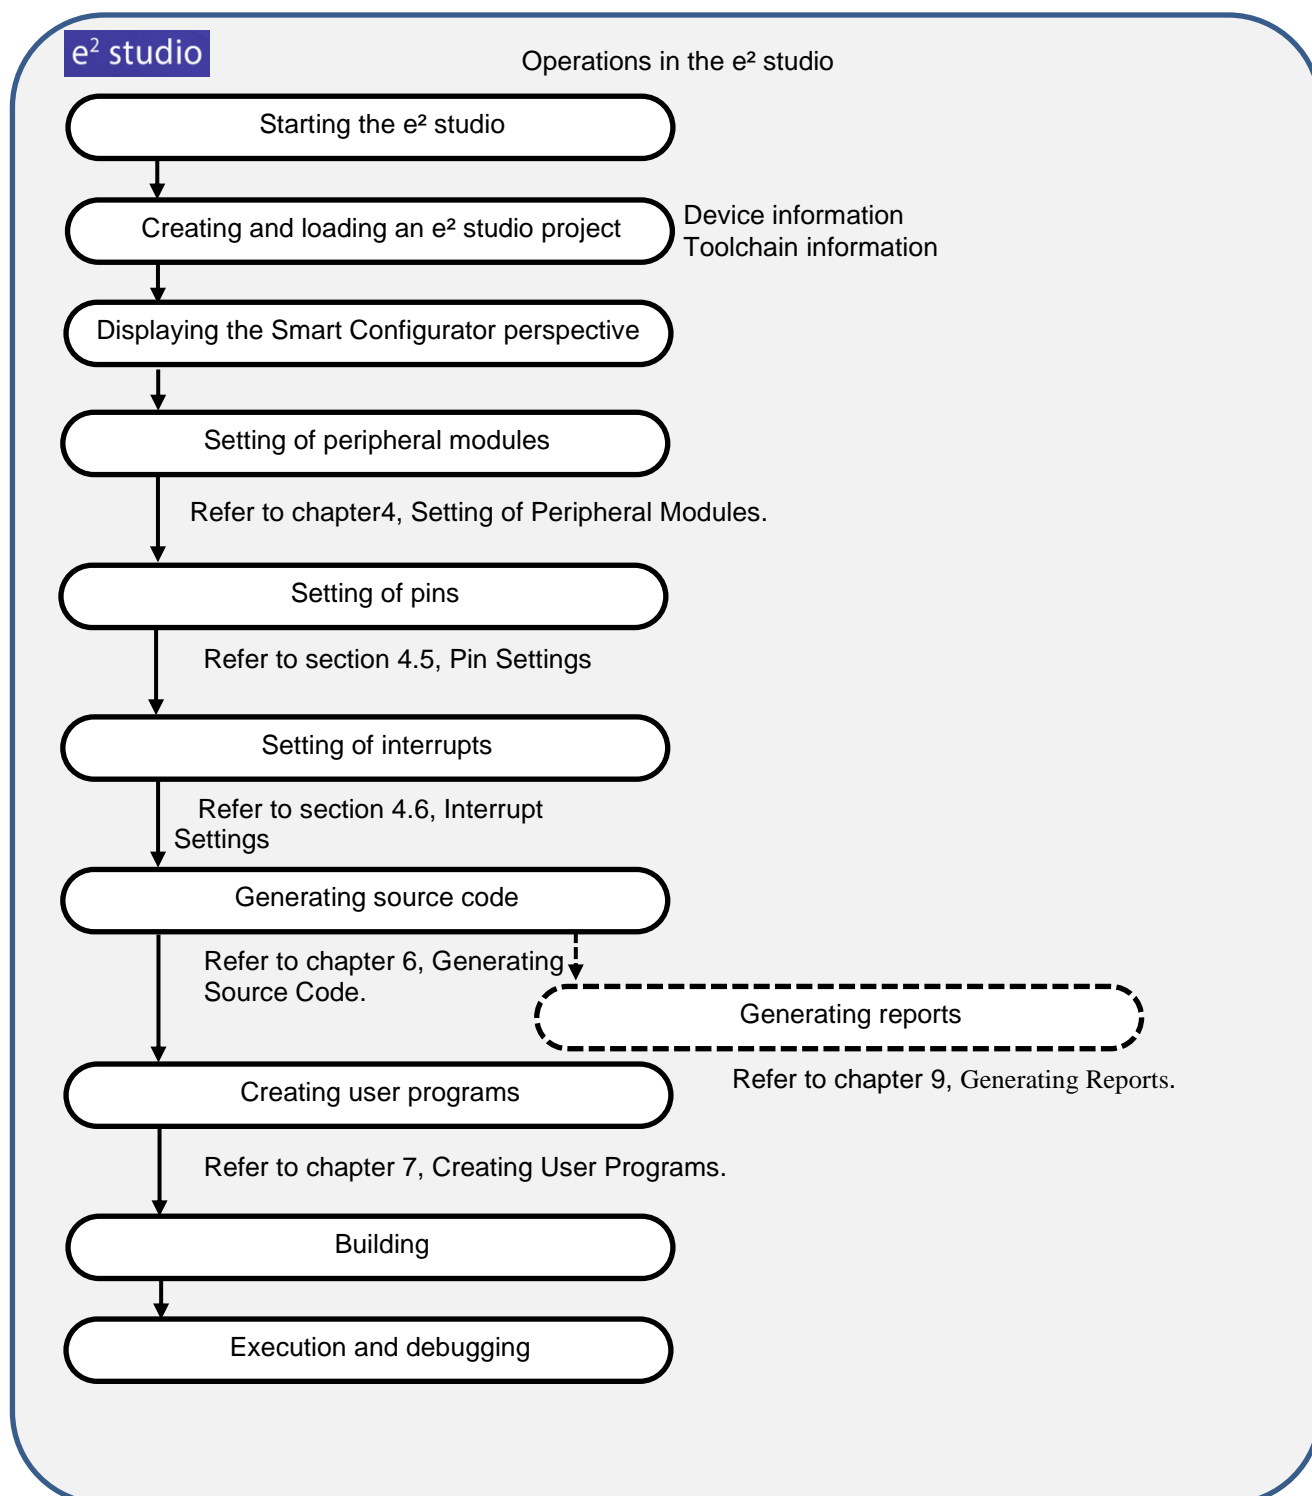 e² studio
Operations in the e² studio
Starting the e² studio
Creating and loading an e² studio project
Device information
Toolchain information
Displaying the Smart Configurator perspective
Setting of peripheral modules
Refer to chapter4, Setting of Peripheral Modules.
Setting of pins
Refer to section 4.5, Pin Settings
Setting of interrupts
Refer to section 4.6, Interrupt
Settings
Generating source code
Refer to chapter 6, Generating
Source Code.
Generating reports
Refer to chapter 9, Generating Reports.
Creating user programs
Refer to chapter 7, Creating User Programs.
Building
Execution and debugging